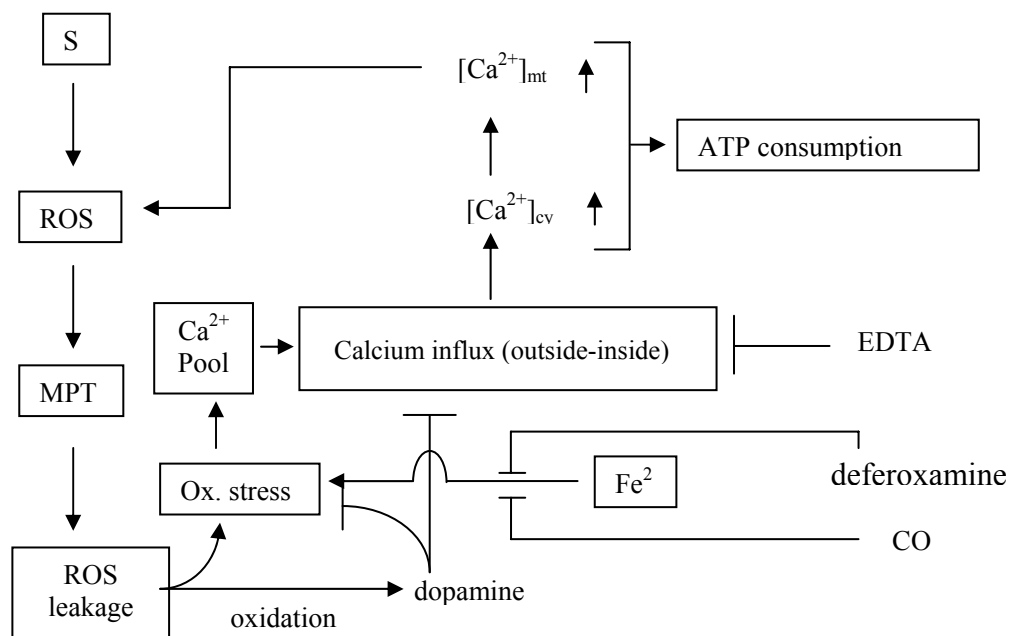 S
[Ca²⁺]mt
ATP consumption
ROS
[Ca²⁺]cy
Ca²⁺
Pool
Calcium influx (outside-inside)
EDTA
MPT
Ox. stress
Fe²
deferoxamine
CO
ROS
leakage
oxidation
dopamine